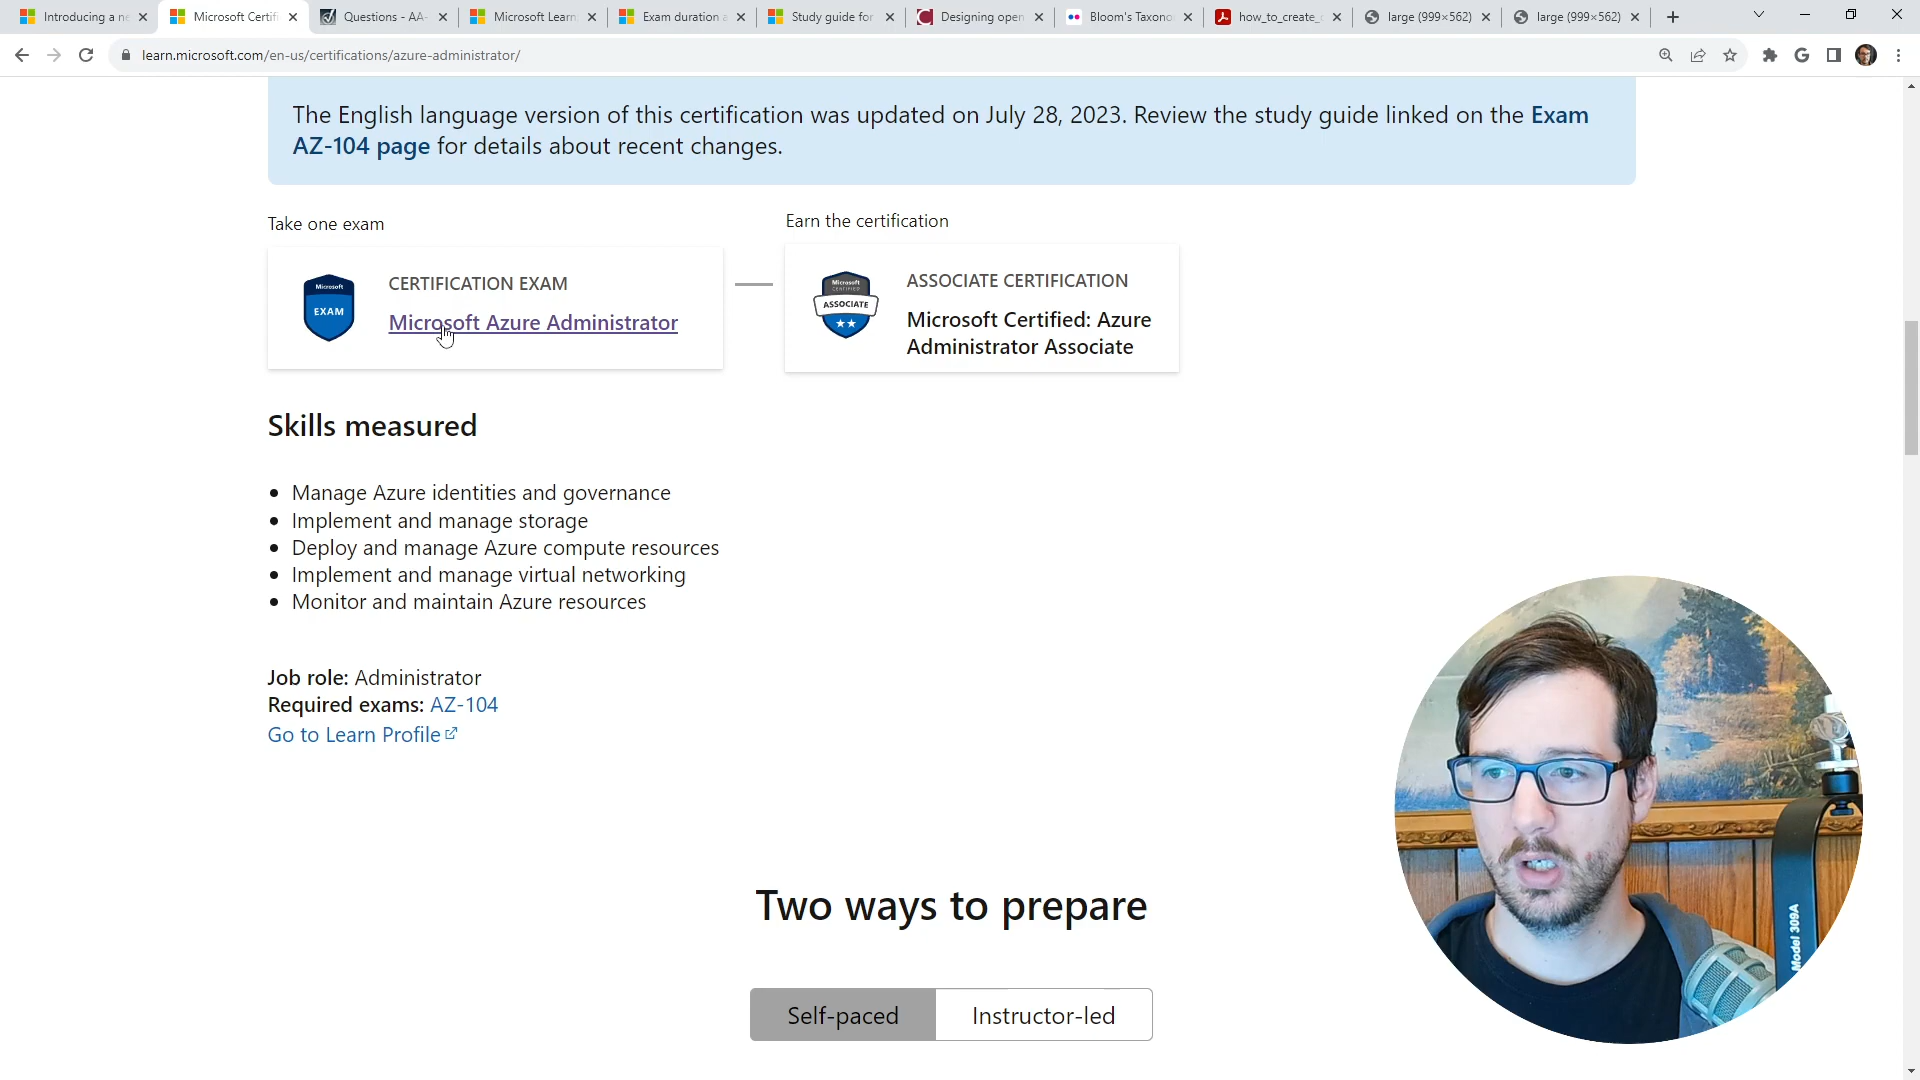 Introducing a ne
Microsoft Certifi
Questions - AA-
Microsoft Learn
Exam duration a
Study guide for
Designing open
Bloom's Taxono
how_to_create_
large (999×562)
large (999×562)
learn.microsoft.com/en-us/certifications/azure-administrator/
The English language version of this certification was updated on July 28, 2023. Review the study guide linked on the Exam
AZ-104 page for details about recent changes.
Take one exam
Earn the certification
Microsoft
EXAM
CERTIFICATION EXAM
Microsoft Azure Administrator
Microsoft
CERTIFIED
ASSOCIATE
ASSOCIATE CERTIFICATION
Microsoft Certified: Azure
Administrator Associate
Skills measured
• Manage Azure identities and governance
• Implement and manage storage
• Deploy and manage Azure compute resources
• Implement and manage virtual networking
• Monitor and maintain Azure resources
Job role: Administrator
Required exams: AZ-104
Go to Learn Profile
Two ways to prepare
Self-paced
Instructor-led
Model 309A